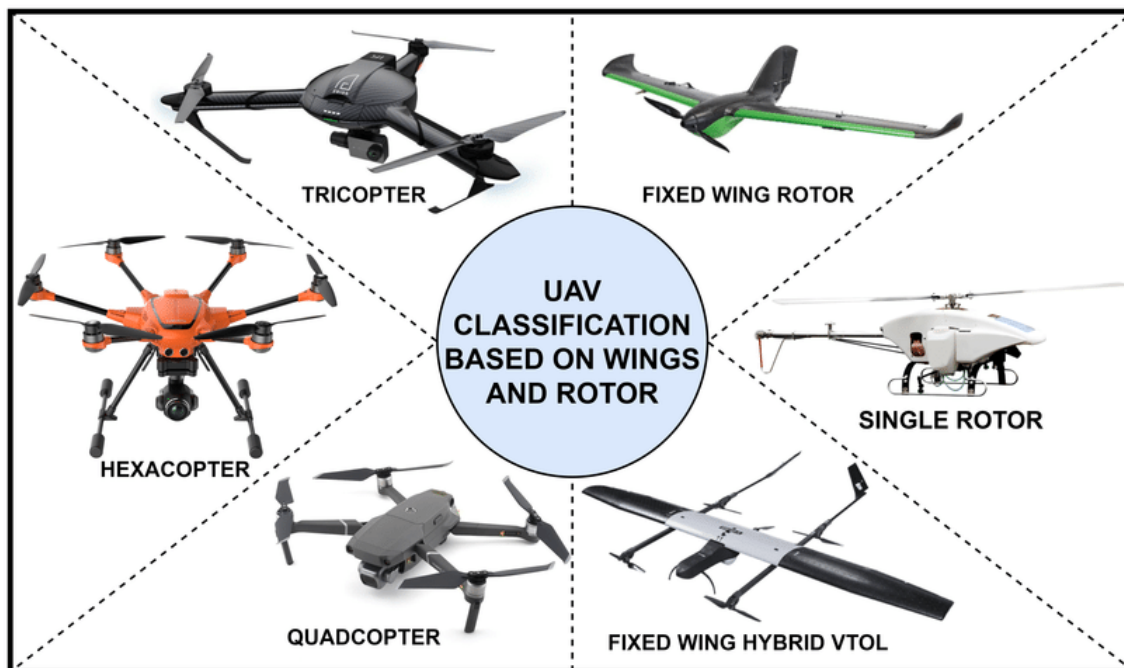 TRICOPTER
FIXED WING ROTOR
HEXACOPTER
UAV
CLASSIFICATION
BASED ON WINGS
AND ROTOR
SINGLE ROTOR
QUADCOPTER
FIXED WING HYBRID VTOL